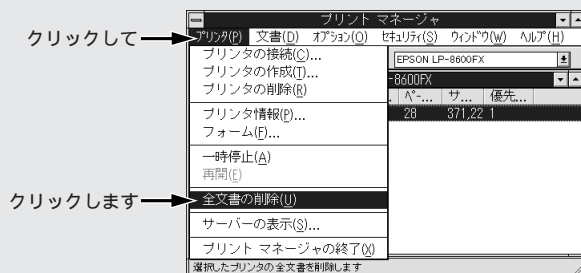 プリント マネージャ
クリックして
プリンタ(P) 文書(D) オプション(O) セキュリティ(S) ウィンドウ(W) ヘルプ(H)
プリンタの接続(C)...
EPSON LP-8600FX
プリンタの作成(T)...
-8600FX
プリンタの削除(R)
ペー... サ... 優先...
プリンタ情報(P)...
28 371,22 1
フォーム(F)...
一時停止(A)
再開(E)
クリックします
全文書の削除(U)
サーバーの表示(S)...
プリント マネージャの終了(X)
選択したプリンタの全文書を削除します